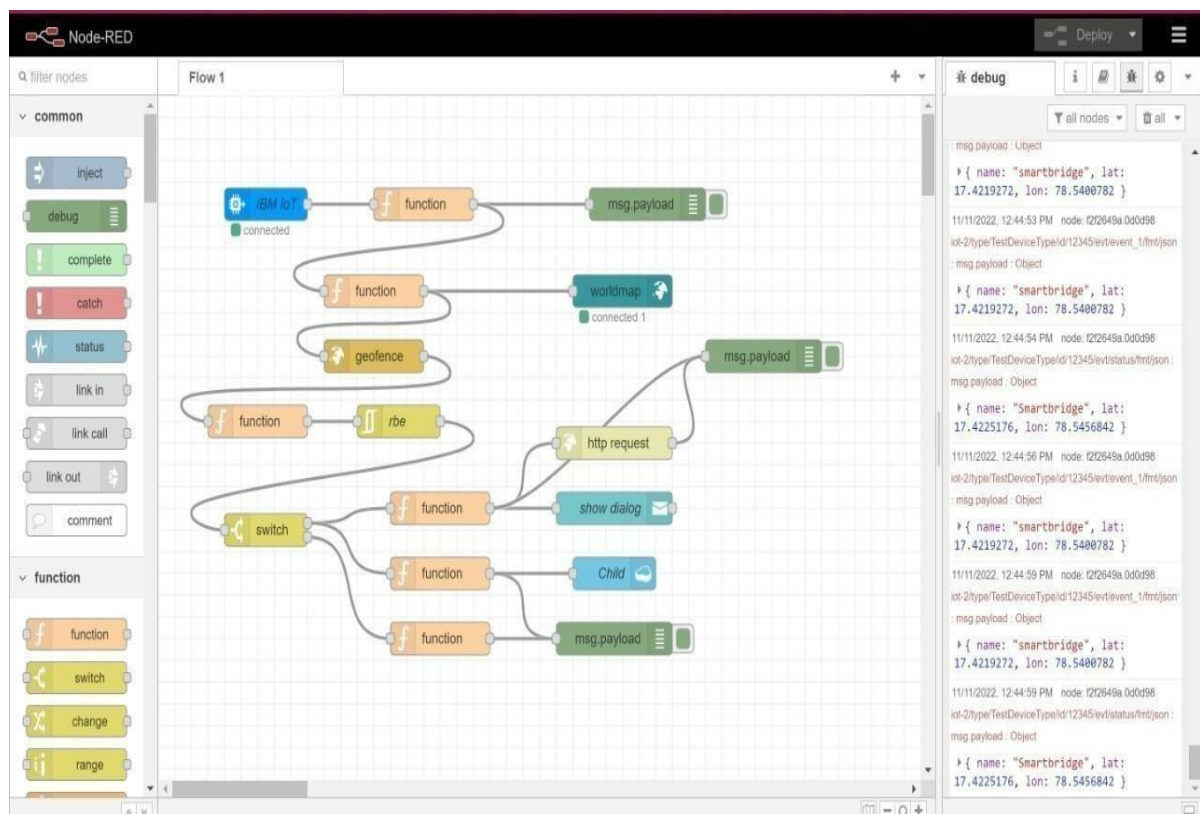 Node-RED
Deploy
filter nodes
Flow 1
debug
i
all nodes
all
common
inject
debug
complete
catch
status
link in
link call
link out
comment
function
function
switch
change
range
IBM IoT
connected
function
msg.payload
function
worldmap
connected 1
geofence
msg.payload
function
rbe
http request
switch
function
show dialog
function
Child
function
msg.payload
: msg.payload : Object
{ name: "smartbridge", lat:
17.4219272, lon: 78.5400782 }
11/11/2022, 12:44:53 PM node: f2f2649a.0d0d98
iot-2/type/TestDeviceType/id/12345/evt/event_1/fmt/json
: msg.payload : Object
{ name: "smartbridge", lat:
17.4219272, lon: 78.5400782 }
11/11/2022, 12:44:54 PM node: f2f2649a.0d0d98
iot-2/type/TestDeviceType/id/12345/evt/status/fmt/json :
msg.payload : Object
{ name: "Smartbridge", lat:
17.4225176, lon: 78.5456842 }
11/11/2022, 12:44:56 PM node: f2f2649a.0d0d98
iot-2/type/TestDeviceType/id/12345/evt/event_1/fmt/json
: msg.payload : Object
{ name: "smartbridge", lat:
17.4219272, lon: 78.5400782 }
11/11/2022, 12:44:59 PM node: f2f2649a.0d0d98
iot-2/type/TestDeviceType/id/12345/evt/event_1/fmt/json
: msg.payload : Object
{ name: "smartbridge", lat:
17.4219272, lon: 78.5400782 }
11/11/2022, 12:44:59 PM node: f2f2649a.0d0d98
iot-2/type/TestDeviceType/id/12345/evt/status/fmt/json :
msg.payload : Object
{ name: "Smartbridge", lat:
17.4225176, lon: 78.5456842 }